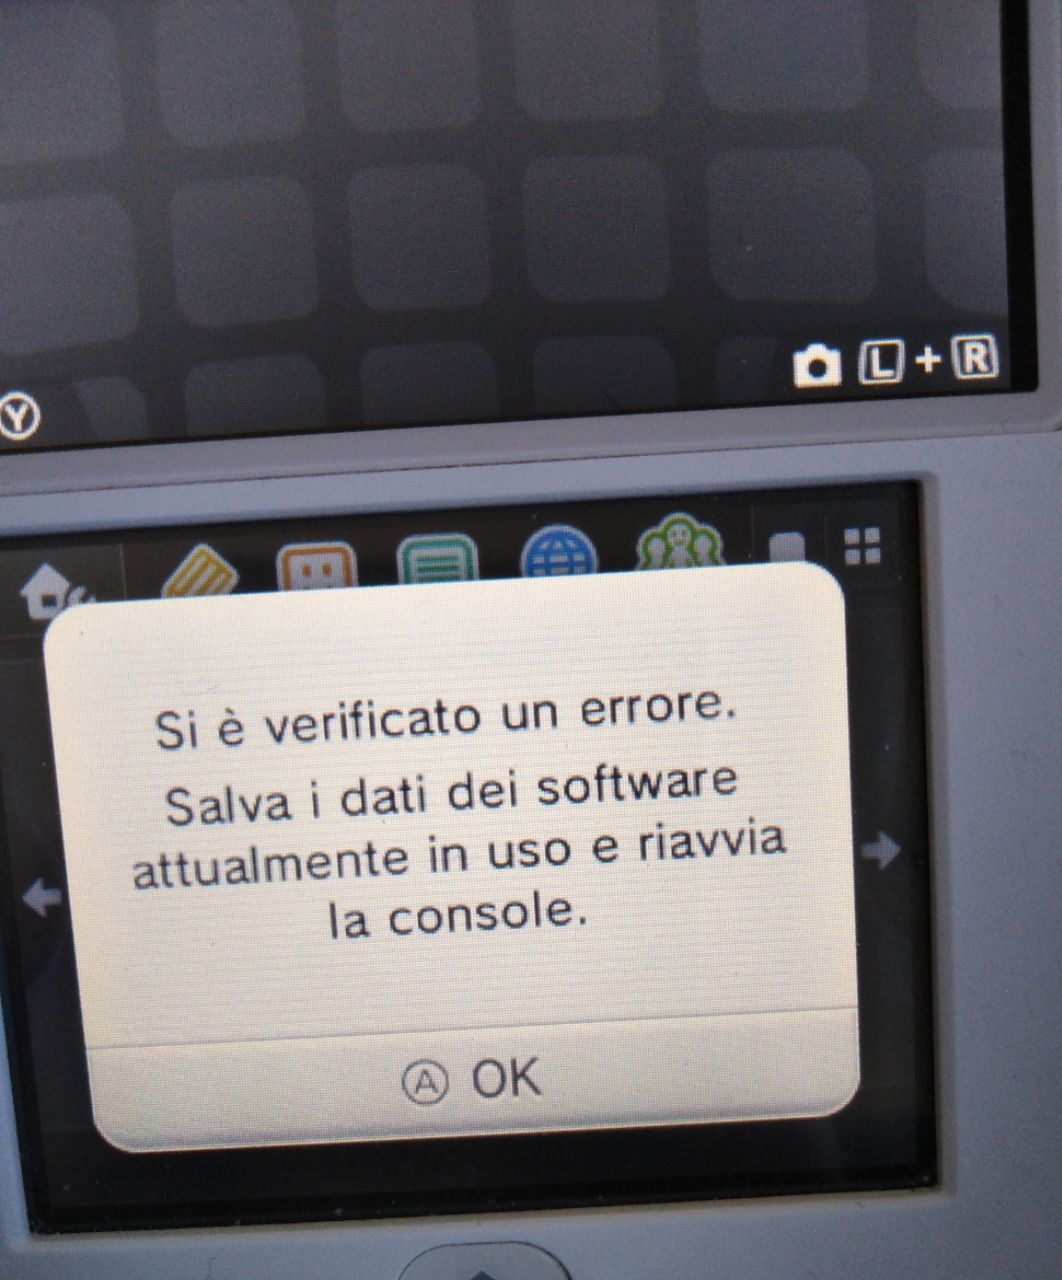 L + R
Y
Si è verificato un errore.
Salva i dati dei software
attualmente in uso e riavvia
la console.
A OK